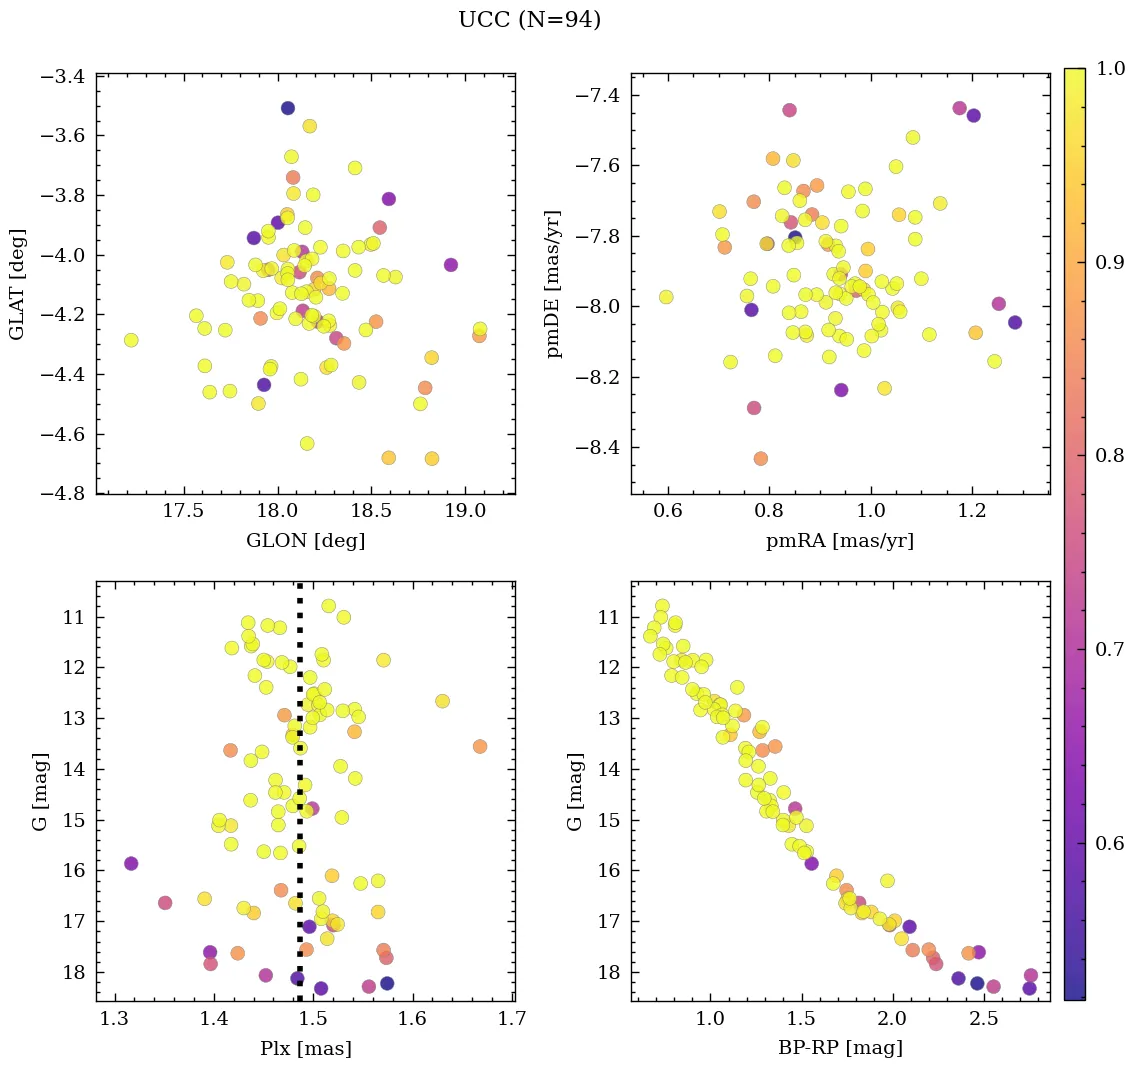 UCC (N=94)
−3.4
−3.6
−3.8
−4.0
−4.2
−4.4
−4.6
−4.8
GLAT [deg]
17.5 18.0 18.5 19.0
GLON [deg]
−7.4
−7.6
−7.8
−8.0
−8.2
−8.4
pmDE [mas/yr]
0.6 0.8 1.0 1.2
pmRA [mas/yr]
11
12
13
14
15
16
17
18
G [mag]
1.3 1.4 1.5 1.6 1.7
Plx [mas]
11
12
13
14
15
16
17
18
G [mag]
1.0 1.5 2.0 2.5
BP-RP [mag]
1.0
0.9
0.8
0.7
0.6